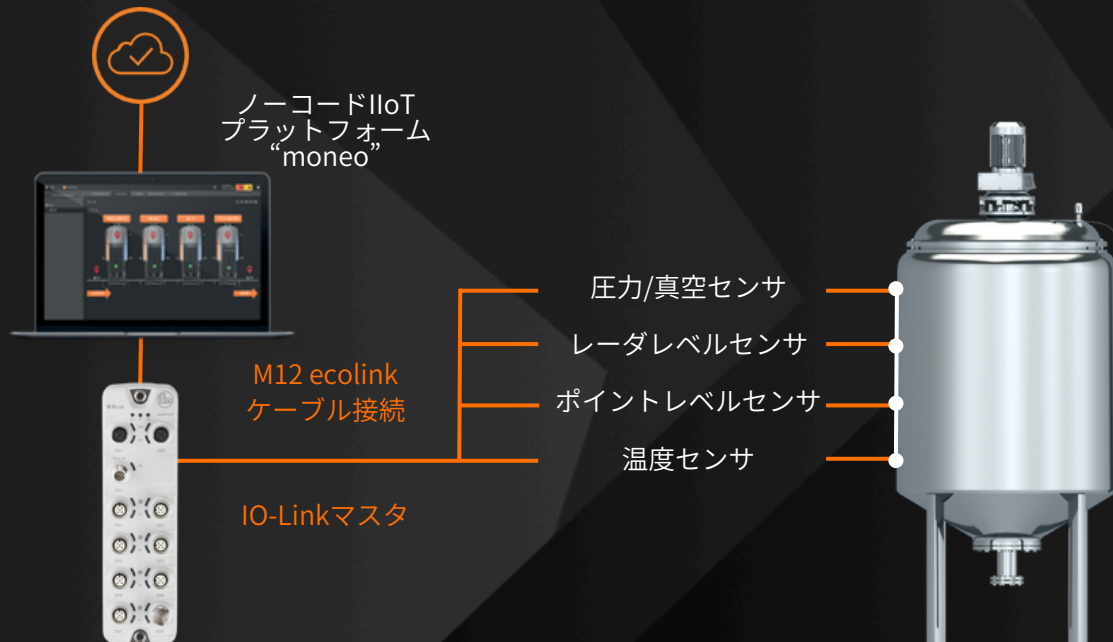 ノーコードIIoT
プラットフォーム
“moneo”
圧力/真空センサ
レーダレベルセンサ
M12 ecolink
ケーブル接続
ポイントレベルセンサ
温度センサ
IO-Linkマスタ